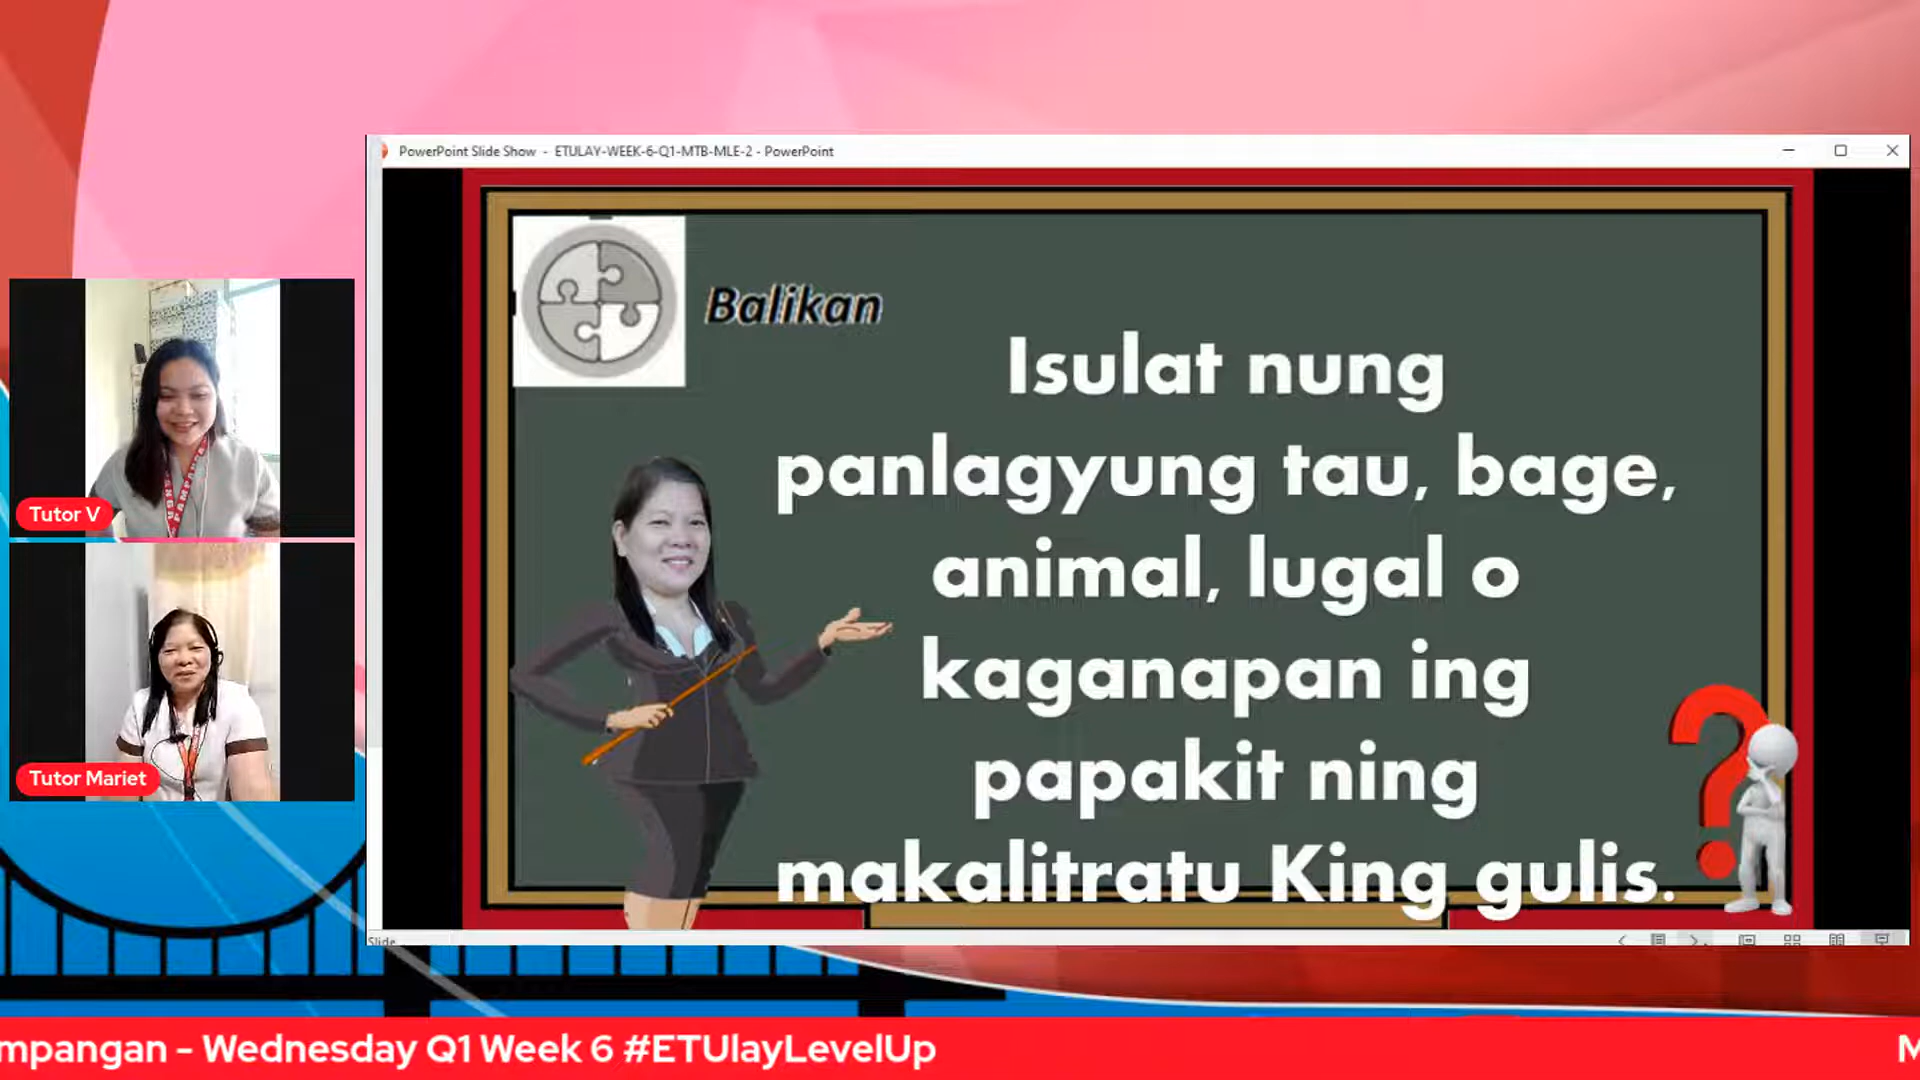 PowerPoint Slide Show - ETULAY-WEEK-6-Q1-MTB-MLE-2 - PowerPoint
Balikan
Isulat nung
panlagyung tau, bage,
animal, lugal o
kaganapan ing
papakit ning
makalitratu King gulis.
Tutor V
Tutor Mariet
Slide
mpangan - Wednesday Q1 Week 6 #ETUlayLevelUp
M